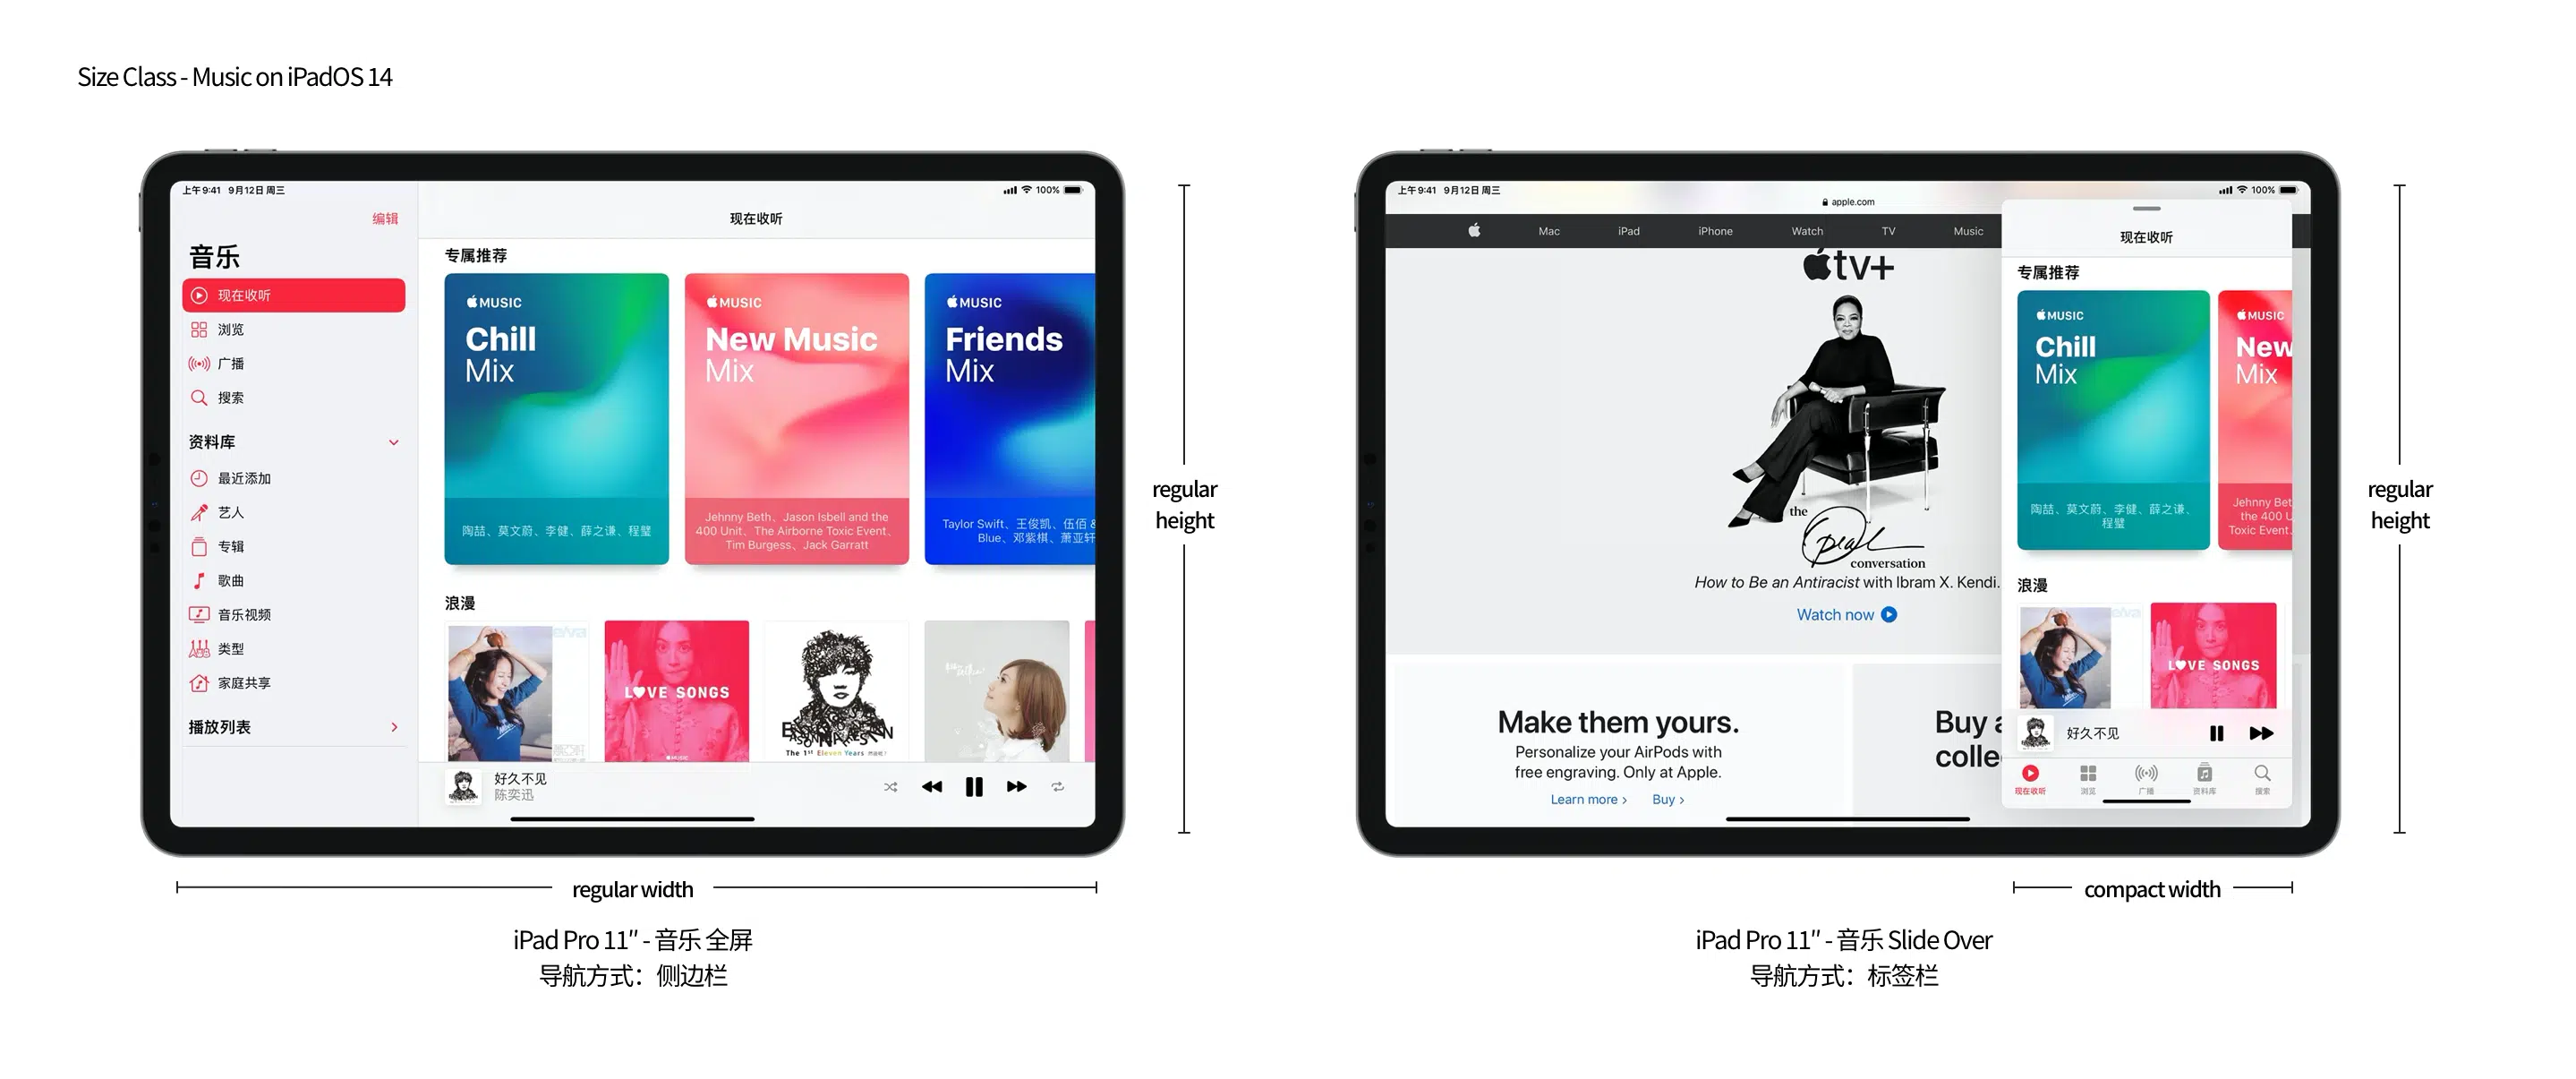 Size Class - Music on iPadOS 14
上午9:41 9月12日 周三
100%
编辑
音乐
现在收听
浏览
广播
搜索
资料库
最近添加
艺人
专辑
歌曲
音乐视频
类型
家庭共享
播放列表
现在收听
专属推荐
MUSIC
Chill
Mix
陶喆、莫文蔚、李健、薛之谦、程璧
MUSIC
New Music
Mix
Jehnny Beth、Jason Isbell and the
400 Unit、The Airborne Toxic Event、
Tim Burgess、Jack Garratt
MUSIC
Friends
Mix
Taylor Swift、王俊凯、伍佰 &
Blue、邓紫棋、萧亚轩
浪漫
LOVE SONGS
MUSIC
The 1st Eleven Years
好久不见
陈奕迅
regular
height
regular width
iPad Pro 11" - 音乐 全屏
导航方式：侧边栏
上午9:41 9月12日 周三
100%
apple.com
Mac
iPad
iPhone
Watch
TV
Music
tv+
the
Oprah
conversation
How to Be an Antiracist with Ibram X. Kendi.
Watch now
Make them yours.
Personalize your AirPods with
free engraving. Only at Apple.
Learn more >
Buy >
Buy a
colle
现在收听
专属推荐
MUSIC
Chill
Mix
陶喆、莫文蔚、李健、薛之谦、
程璧
MUSIC
New
Mix
Jehnny Bet
the 400 U
Toxic Event、
浪漫
LOVE SONGS
好久不见
现在收听
浏览
广播
资料库
搜索
regular
height
compact width
iPad Pro 11" - 音乐 Slide Over
导航方式：标签栏